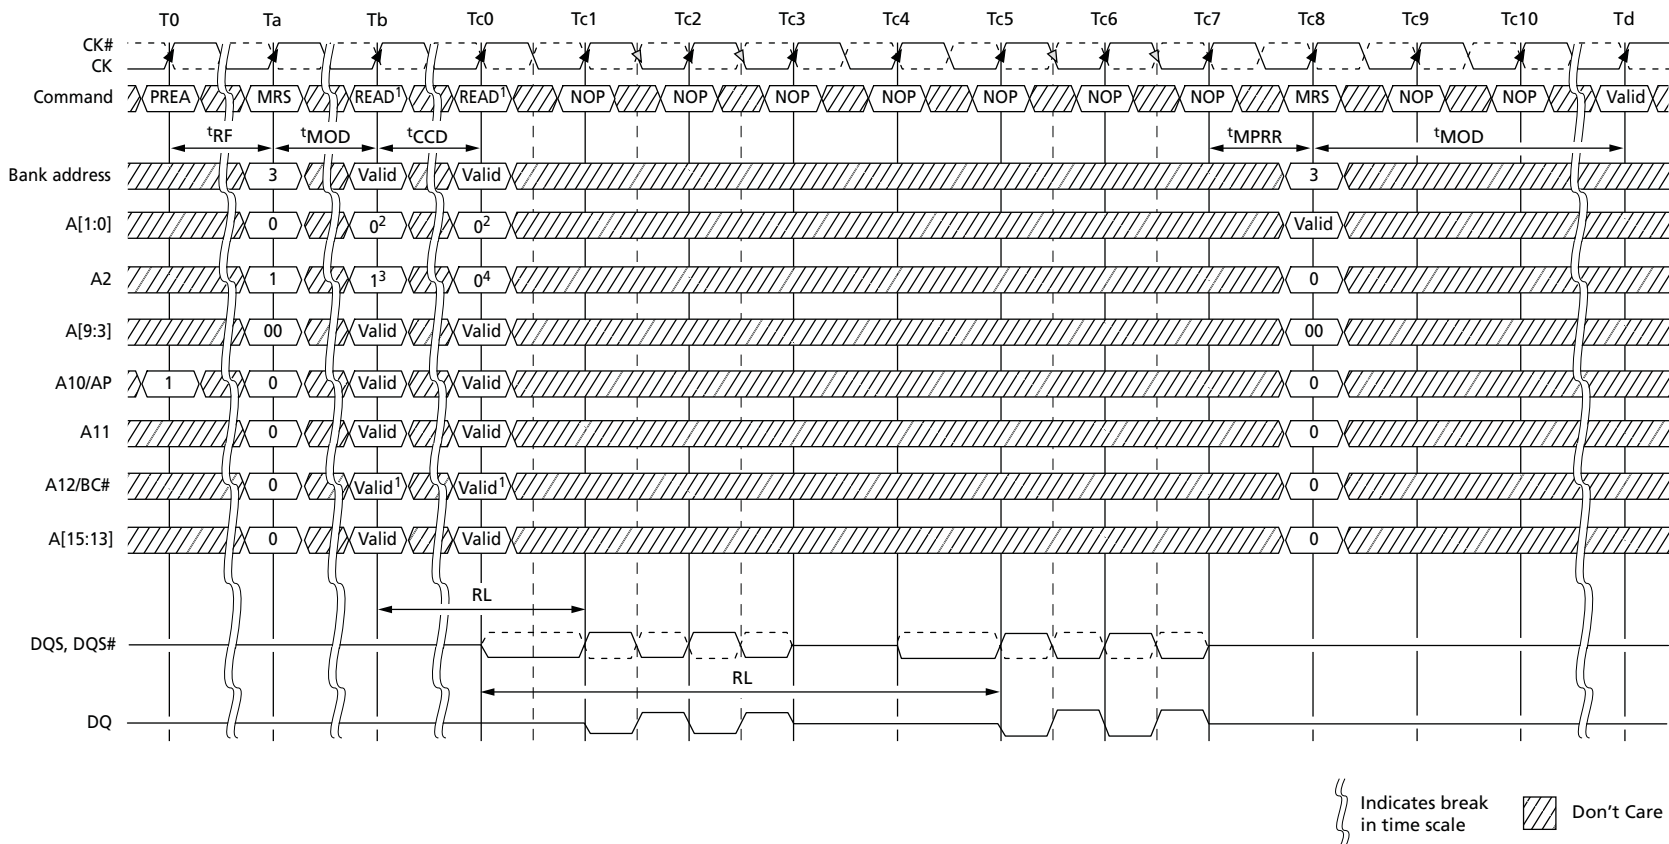 T0 Ta Tb Tc0 Tc1 Tc2 Tc3 Tc4 Tc5 Tc6 Tc7 Tc8 Tc9 Tc10 Td
CK#
CK
Command PREA MRS READ¹ READ¹ NOP NOP NOP NOP NOP NOP NOP MRS NOP NOP Valid
tRF tMOD tCCD tMPRR tMOD
Bank address 3 Valid Valid 3
A[1:0] 0 0² 0² Valid
A2 1 1³ 0⁴ 0
A[9:3] 00 Valid Valid 00
A10/AP 1 0 Valid Valid 0
A11 0 Valid Valid 0
A12/BC# 0 Valid¹ Valid¹ 0
A[15:13] 0 Valid Valid 0
RL
DQS, DQS#
RL
DQ
Indicates break
in time scale
Don't Care